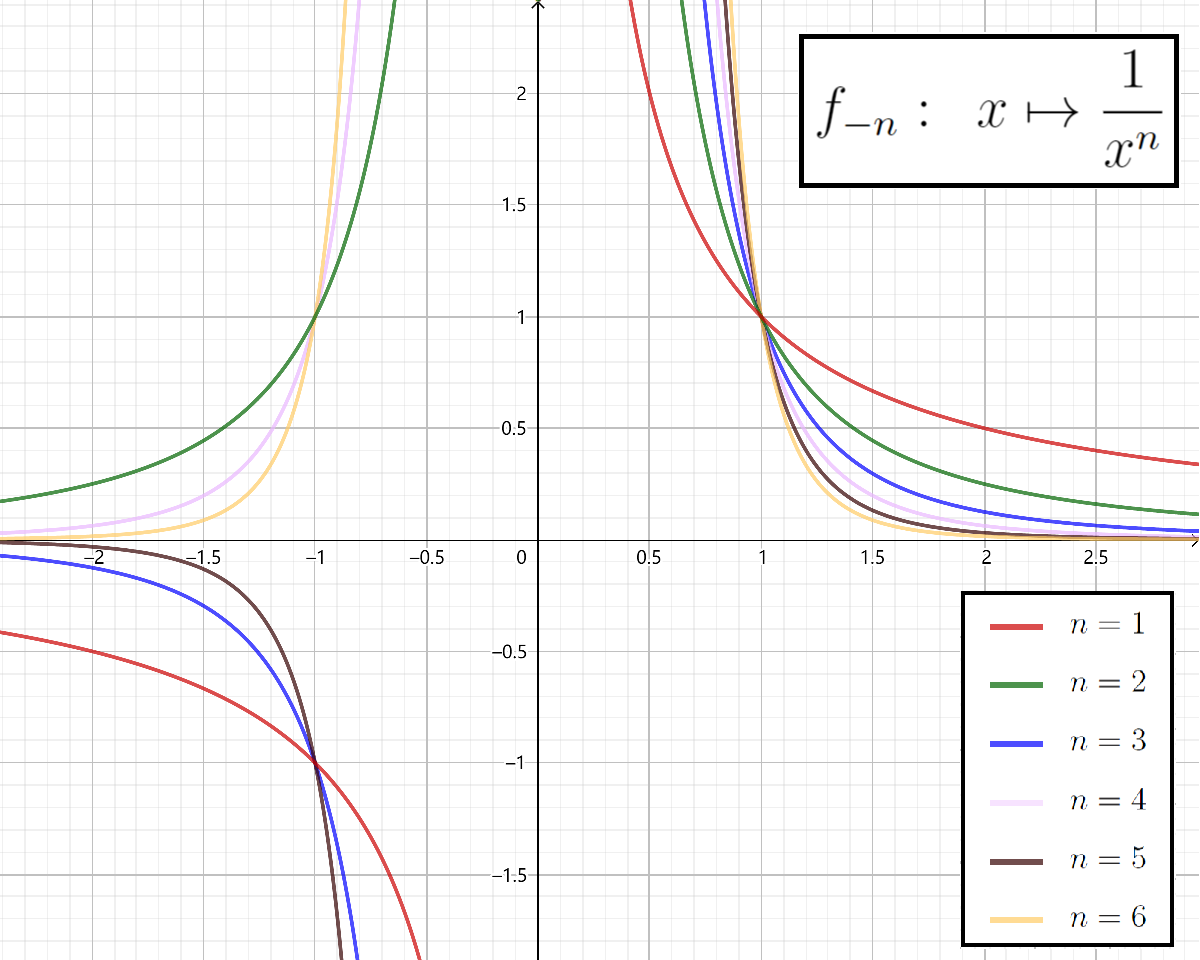 f_{-n} : x ↦ \frac{1}{x^n}
2
1.5
1
0.5
−2 −1.5 −1 −0.5 0 0.5 1 1.5 2 2.5
−0.5
−1
−1.5
n = 1
n = 2
n = 3
n = 4
n = 5
n = 6